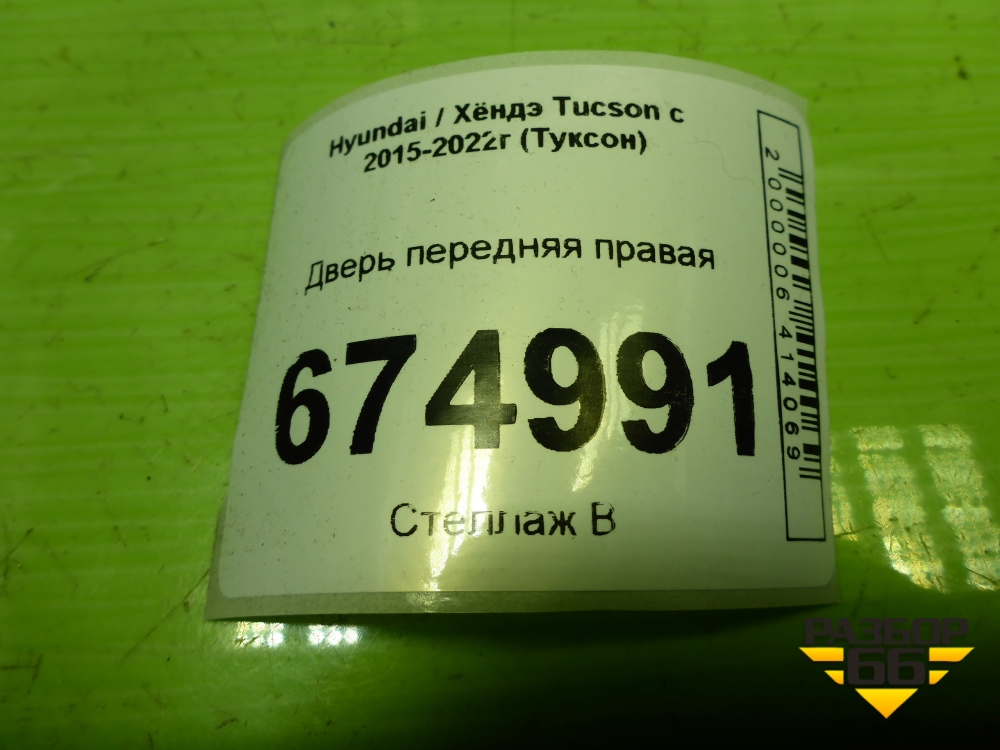 Hyundai / Хёндэ Tucson с
2015-2022г (Туксон)
Дверь передняя правая
674991
Стеллаж В
2000006414069
РАЗБОР
66